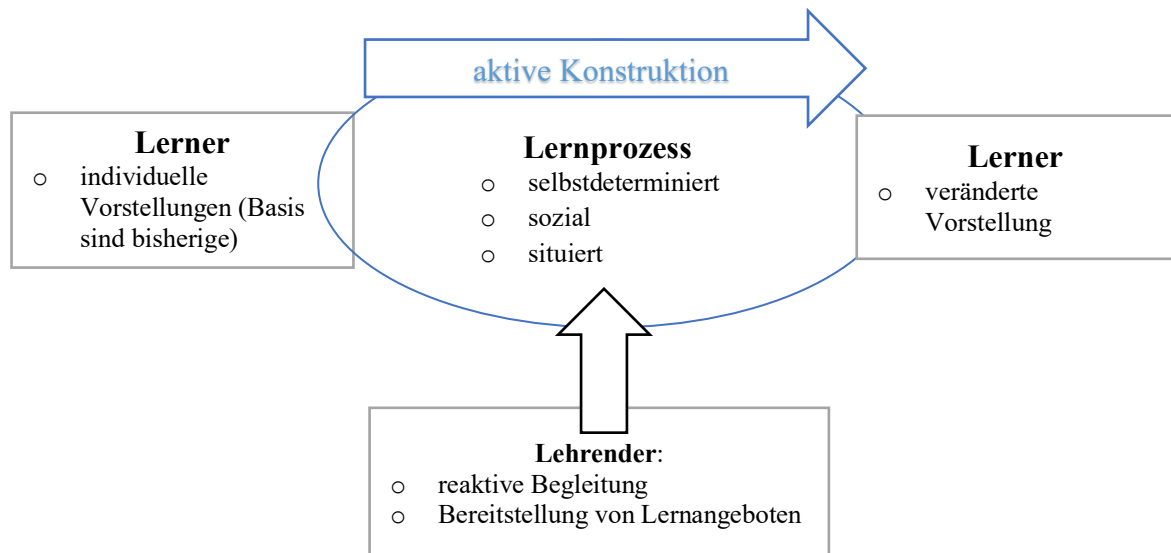 aktive Konstruktion
Lerner
o individuelle
Vorstellungen (Basis
sind bisherige)
Lernprozess
o selbstdeterminiert
o sozial
o situiert
Lerner
o veränderte
Vorstellung
Lehrender:
o reaktive Begleitung
o Bereitstellung von Lernangeboten